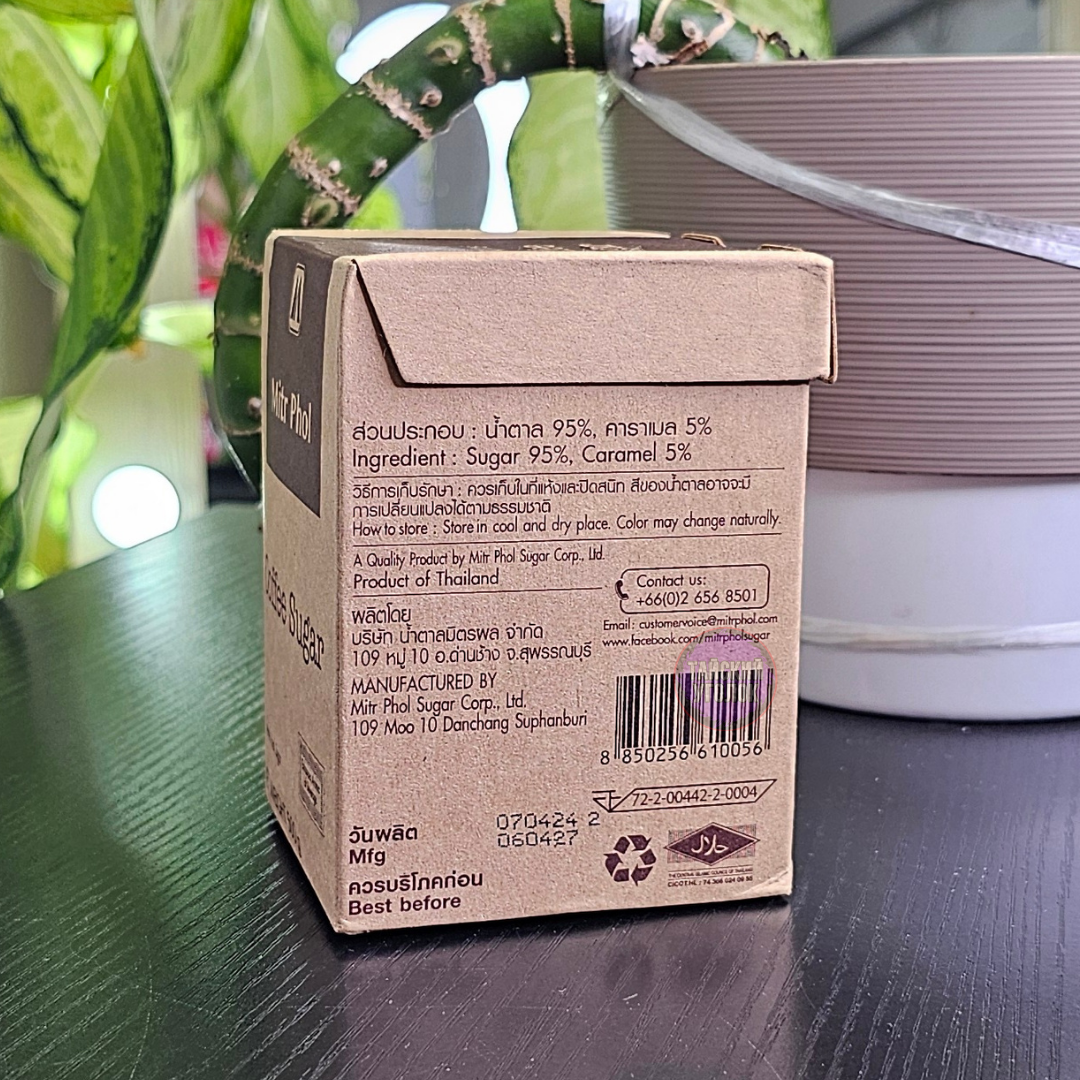 Mitr Phol
Coffee Sugar
ส่วนประกอบ : น้ำตาล 95%, คาราเมล 5%
Ingredient : Sugar 95%, Caramel 5%
วิธีการเก็บรักษา : ควรเก็บในที่แห้งและปิดสนิท สีของน้ำตาลอาจจะมี
การเปลี่ยนแปลงได้ตามธรรมชาติ
How to store : Store in cool and dry place. Color may change naturally.
A Quality Product by Mitr Phol Sugar Corp., Ltd.
Product of Thailand
Contact us:
+66(0)2 656 8501
Email : customervoice@mitrphol.com
www.facebook.com/mitrpholsugar
ผลิตโดย
บริษัท น้ำตาลมิตรผล จำกัด
109 หมู่ 10 อ.ด่านช้าง จ.สุพรรณบุรี
MANUFACTURED BY
Mitr Phol Sugar Corp., Ltd.
109 Moo 10 Danchang Suphanburi
ТАЙСКИЙ
8 850256 610056
72-2-00442-2-0004
วันผลิต
Mfg
070424 2
060427
ควรบริโภคก่อน
Best before
حلال
THE CENTRAL ISLAMIC COUNCIL OF THAILAND